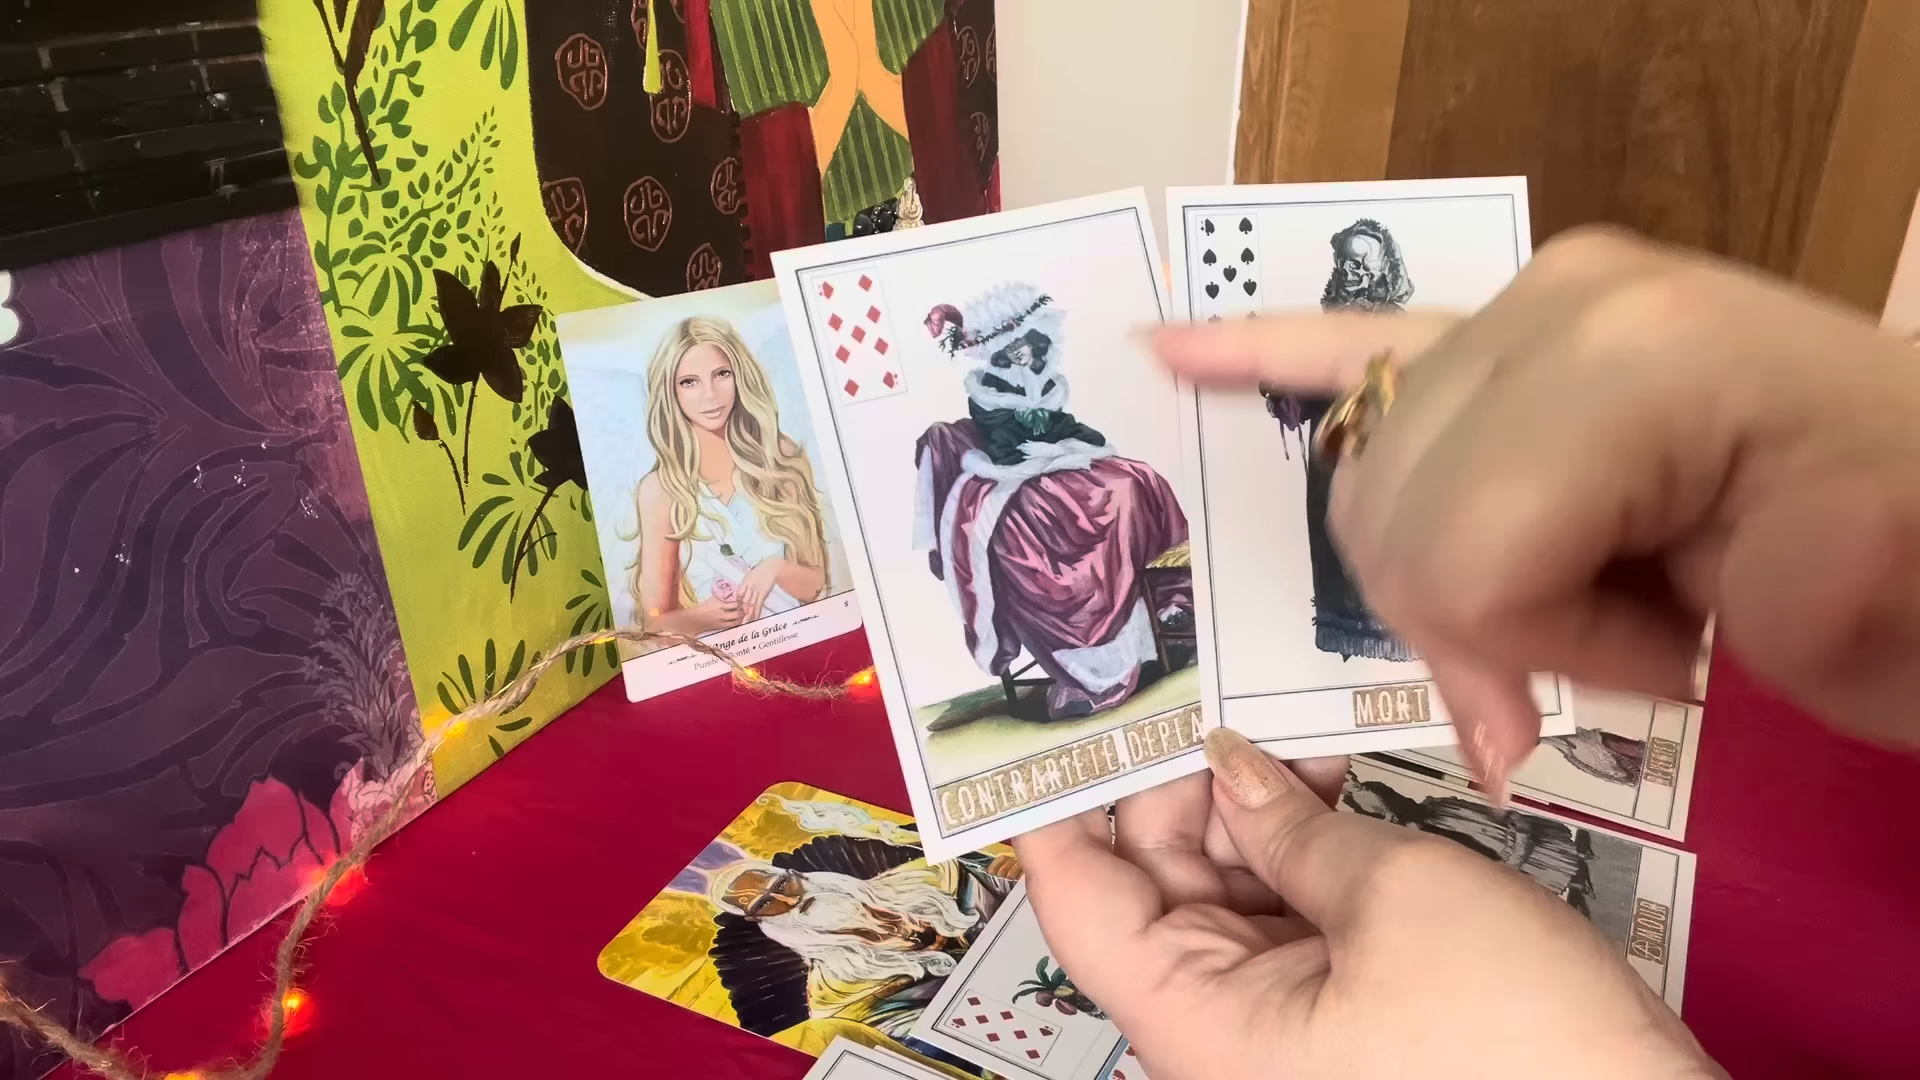 CONTRARIÉTÉ, DÉPLA
MORT
8
Ange de la Grâce
Pureté • Bonté • Gentillesse
AMOUR